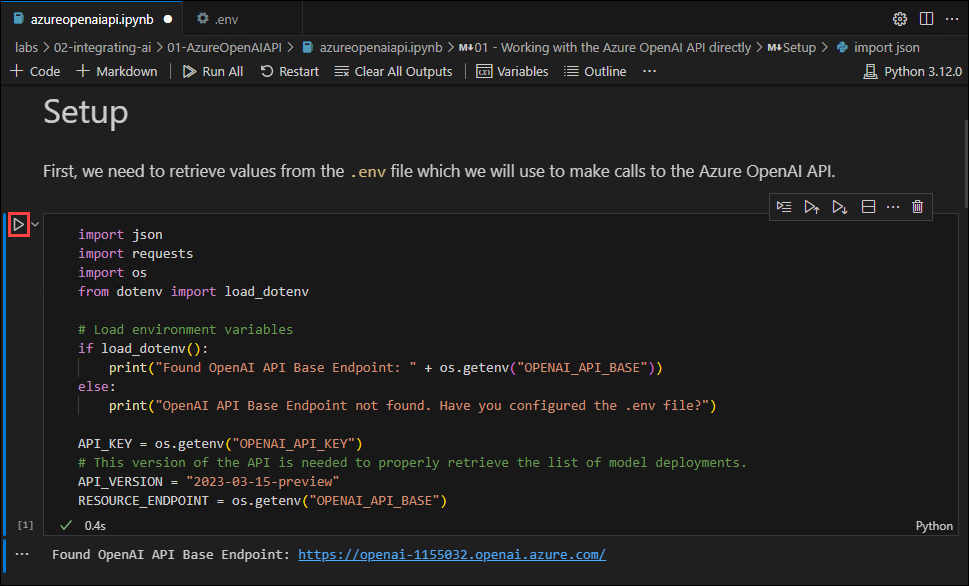 azureopenaiapi.ipynb ● .env
labs > 02-integrating-ai > 01-AzureOpenAIAPI > azureopenaiapi.ipynb > M↓01 - Working with the Azure OpenAI API directly > M↓Setup > import json
+ Code + Markdown | Run All Restart Clear All Outputs | Variables Outline ··· Python 3.12.0
Setup
First, we need to retrieve values from the .env file which we will use to make calls to the Azure OpenAI API.
import json
import requests
import os
from dotenv import load_dotenv
# Load environment variables
if load_dotenv():
    print("Found OpenAI API Base Endpoint: " + os.getenv("OPENAI_API_BASE"))
else:
    print("OpenAI API Base Endpoint not found. Have you configured the .env file?")
API_KEY = os.getenv("OPENAI_API_KEY")
# This version of the API is needed to properly retrieve the list of model deployments.
API_VERSION = "2023-03-15-preview"
RESOURCE_ENDPOINT = os.getenv("OPENAI_API_BASE")
[1] ✓ 0.4s Python
··· Found OpenAI API Base Endpoint: https://openai-1155032.openai.azure.com/